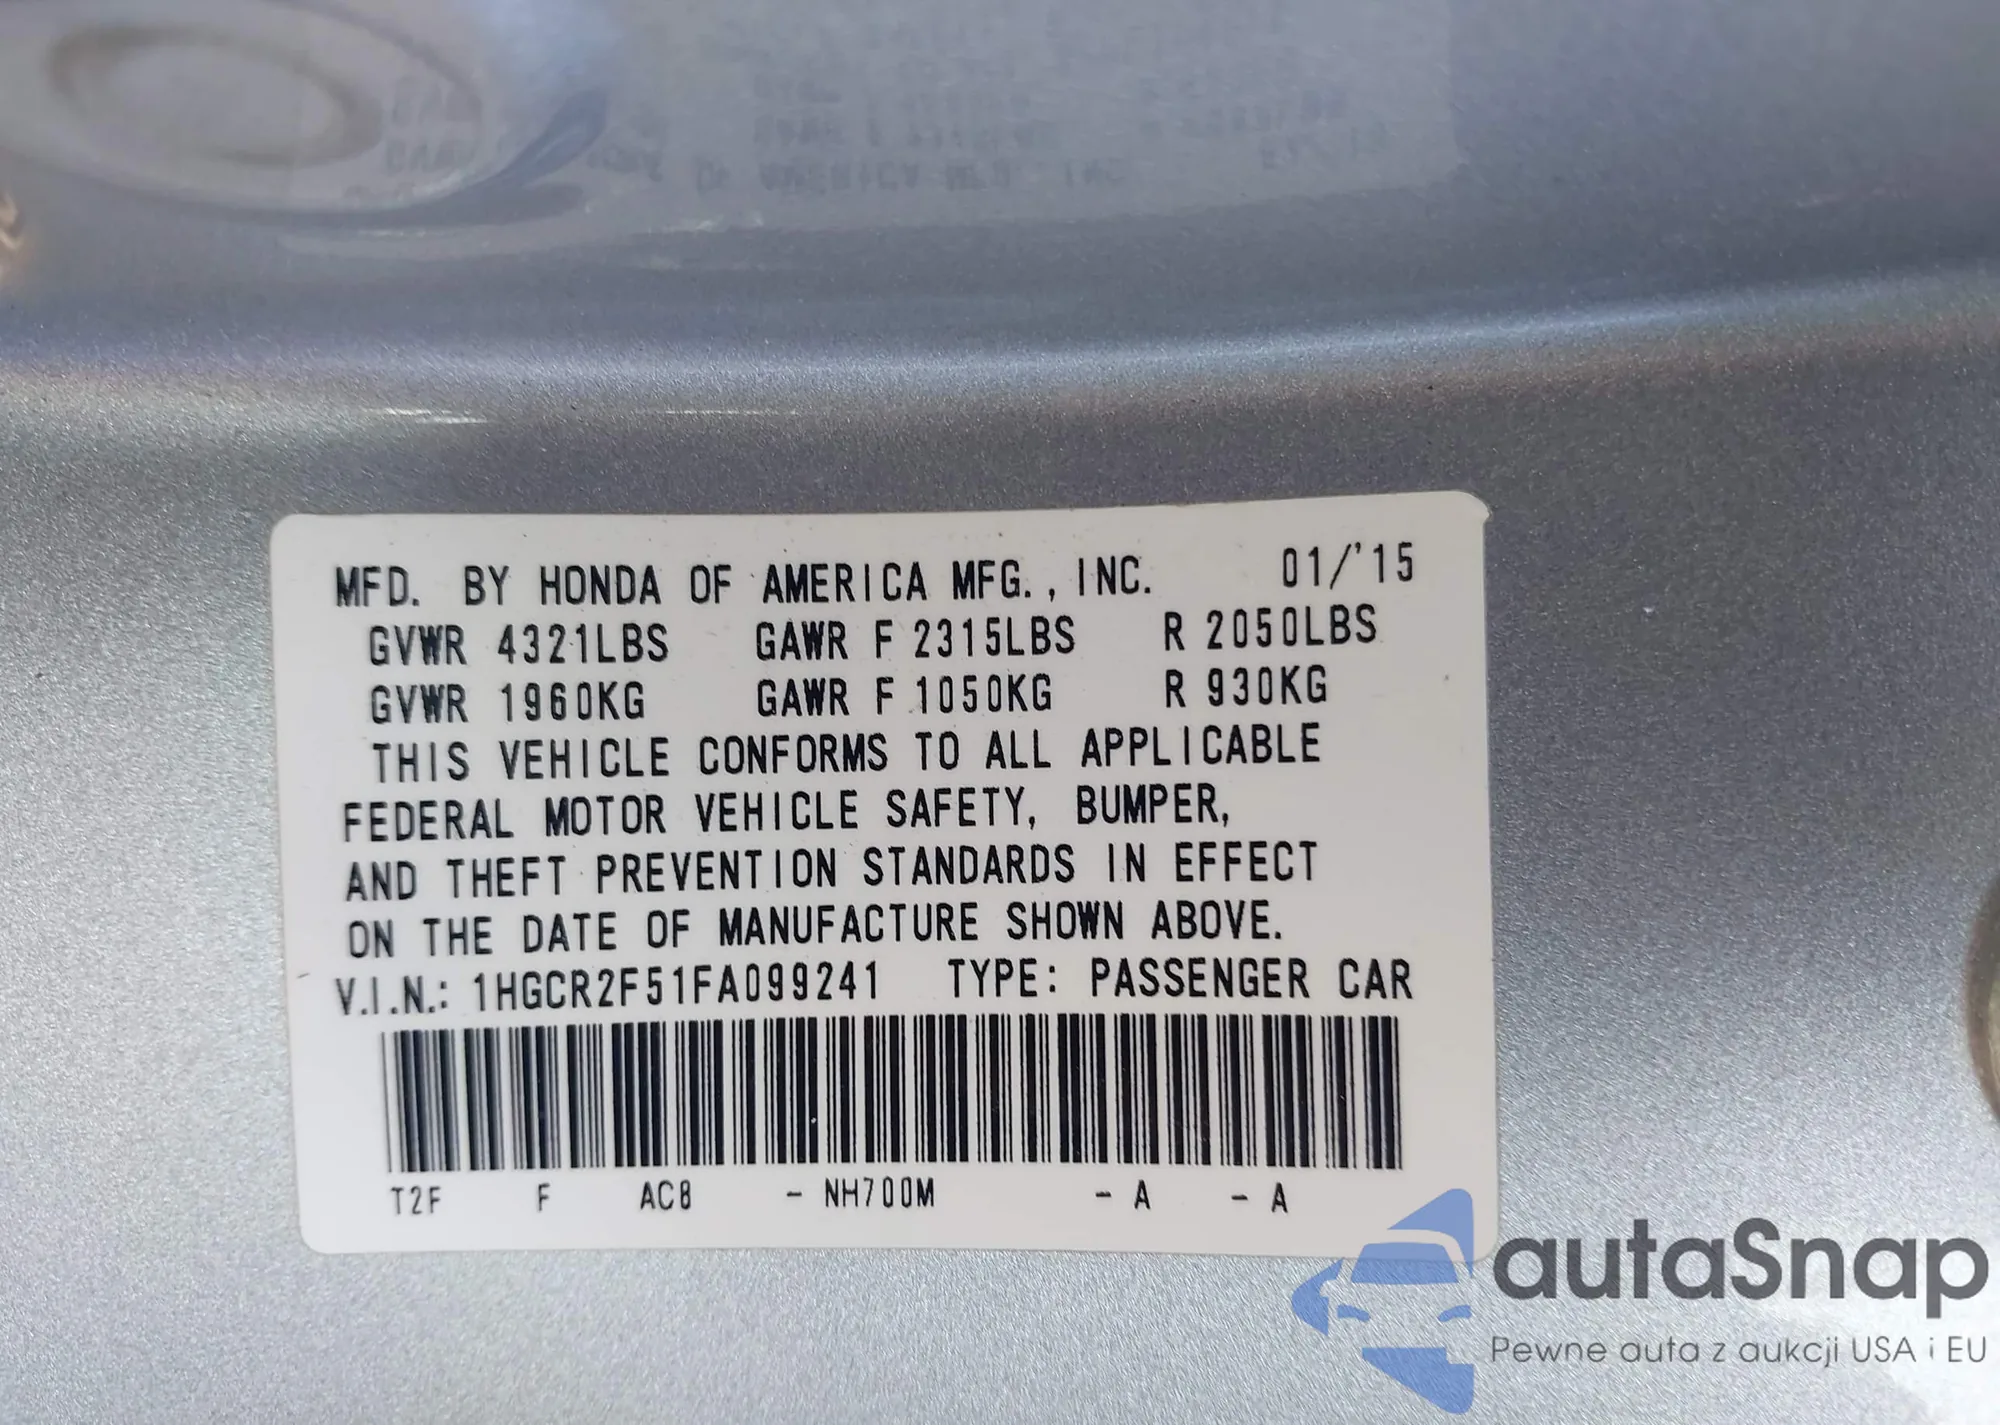 MFD. BY HONDA OF AMERICA MFG., INC. 01/'15
GVWR 4321LBS GAWR F 2315LBS R 2050LBS
GVWR 1960KG GAWR F 1050KG R 930KG
THIS VEHICLE CONFORMS TO ALL APPLICABLE
FEDERAL MOTOR VEHICLE SAFETY, BUMPER,
AND THEFT PREVENTION STANDARDS IN EFFECT
ON THE DATE OF MANUFACTURE SHOWN ABOVE.
V.I.N.: 1HGCR2F51FA099241 TYPE: PASSENGER CAR
T2F F AC8 - NH700M - A - A
autaSnap
Pewne auta z aukcji USA i EU